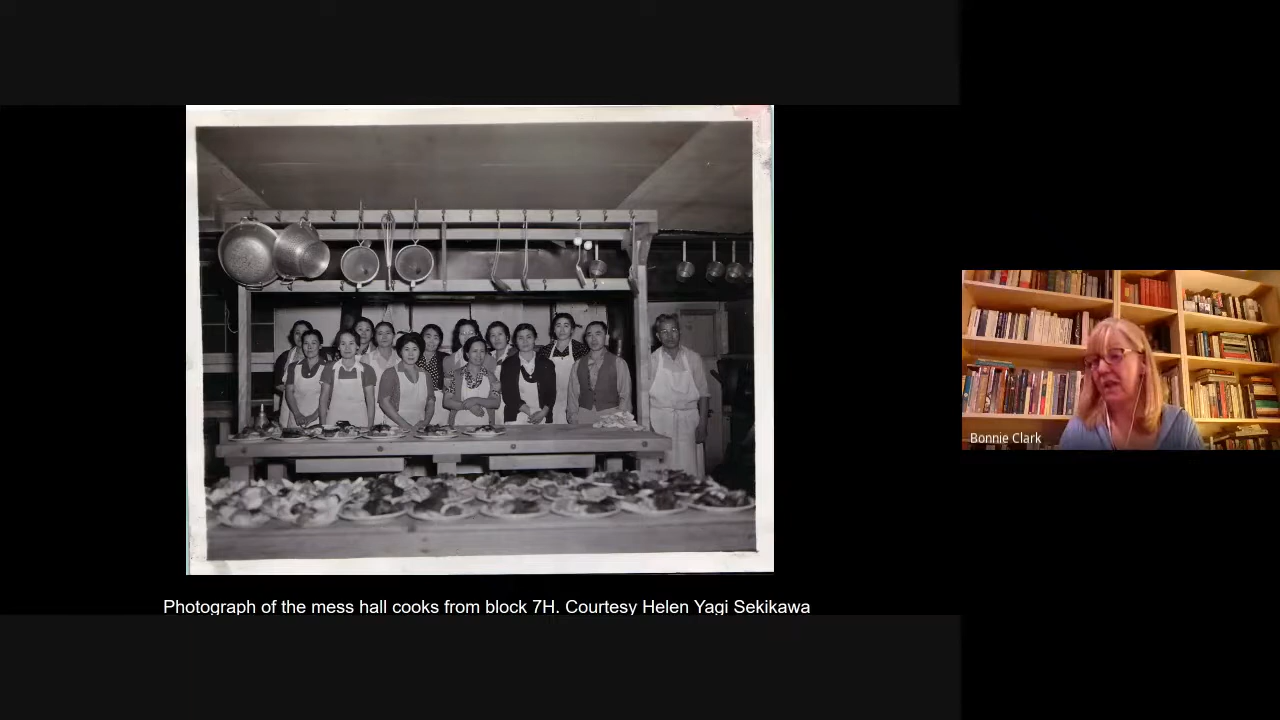 Photograph of the mess hall cooks from block 7H. Courtesy Helen Yagi Sekikawa
Bonnie Clark